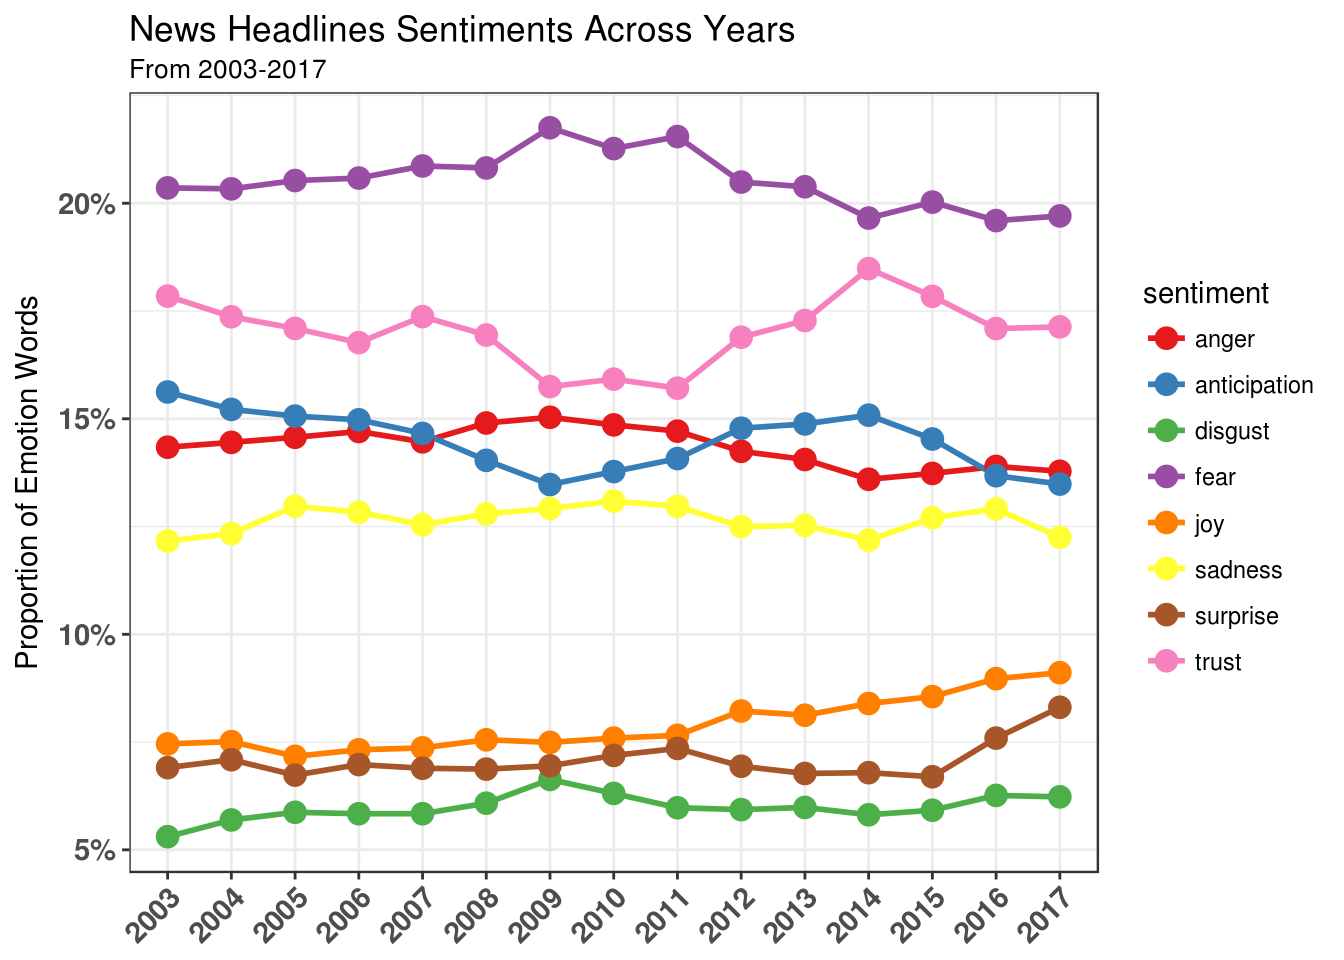 News Headlines Sentiments Across Years
From 2003-2017
Proportion of Emotion Words
20%
15%
10%
5%
2003
2004
2005
2006
2007
2008
2009
2010
2011
2012
2013
2014
2015
2016
2017
sentiment
anger
anticipation
disgust
fear
joy
sadness
surprise
trust